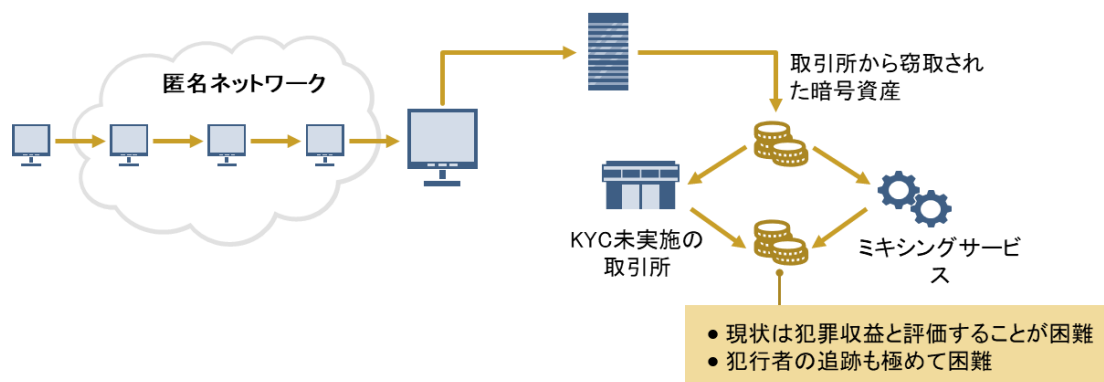 匿名ネットワーク
取引所から窃取され
た暗号資産
KYC未実施の
取引所
ミキシングサービ
ス
● 現状は犯罪収益と評価することが困難
● 犯行者の追跡も極めて困難